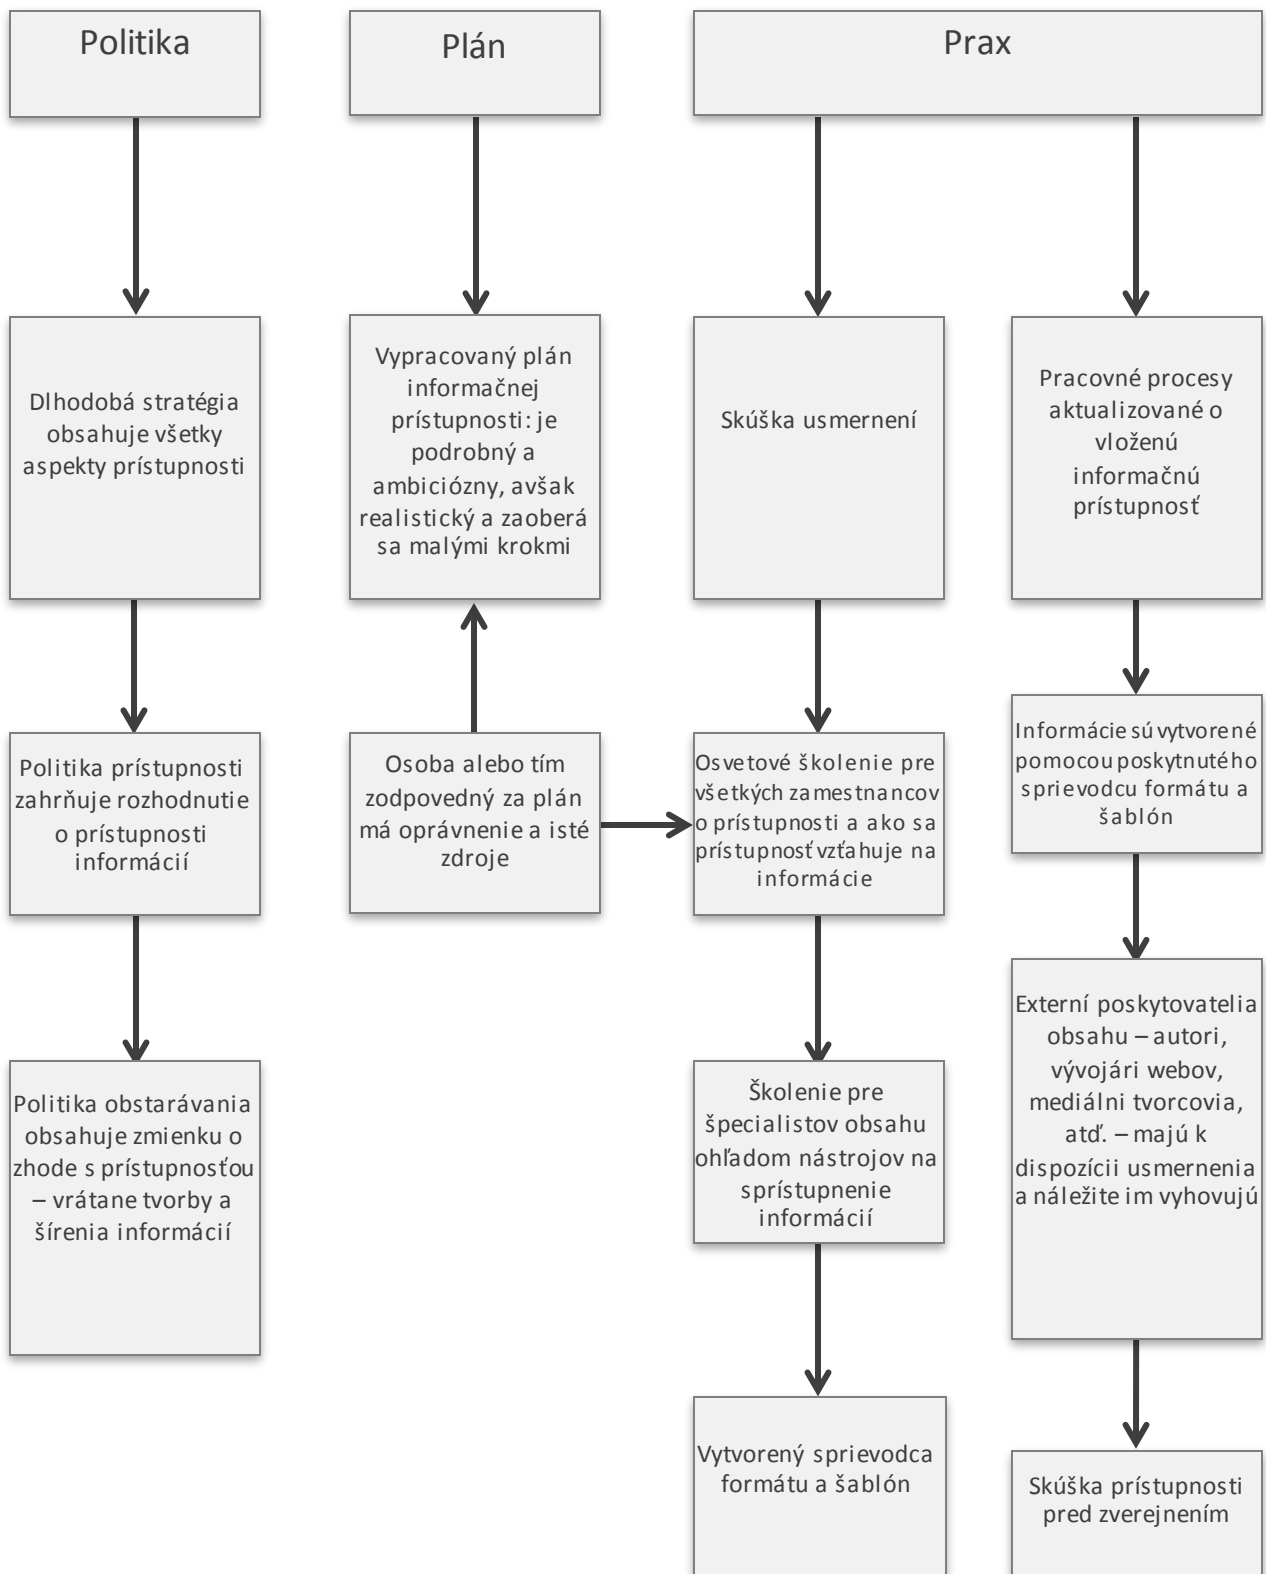 Politika
Plán
Prax
Dlhodobá stratégia
obsahuje všetky
aspekty prístupnosti
Vypracovaný plán
informačnej
prístupnosti: je
podrobný a
ambiciózny, avšak
realistický a zaoberá
sa malými krokmi
Skúška usmernení
Pracovné procesy
aktualizované o
vloženú
informačnú
prístupnosť
Politika prístupnosti
zahrňuje rozhodnutie
o prístupnosti
informácií
Osoba alebo tím
zodpovedný za plán
má oprávnenie a isté
zdroje
Osvetové školenie pre
všetkých zamestnancov
o prístupnosti a ako sa
prístupnosť vzťahuje na
informácie
Informácie sú vytvorené
pomocou poskytnutého
sprievodcu formátu a
šablón
Politika obstarávania
obsahuje zmienku o
zhode s prístupnosťou
– vrátane tvorby a
šírenia informácií
Školenie pre
špecialistov obsahu
ohľadom nástrojov na
sprístupnenie
informácií
Externí poskytovatelia
obsahu – autori,
vývojári webov,
mediálni tvorcovia,
atď. – majú k
dispozícii usmernenia
a náležite im vyhovujú
Vytvorený sprievodca
formátu a šablón
Skúška prístupnosti
pred zverejnením